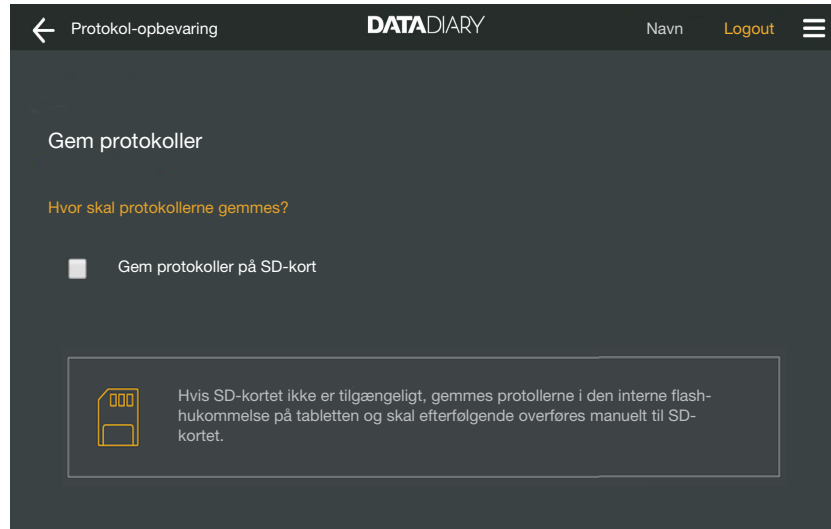 Protokol-opbevaring DATADIARY Navn Logout
Gem protokoller
Hvor skal protokollerne gemmes?
Gem protokoller på SD-kort
Hvis SD-kortet ikke er tilgængeligt, gemmes protollerne i den interne flash-
hukommelse på tabletten og skal efterfølgende overføres manuelt til SD-
kortet.